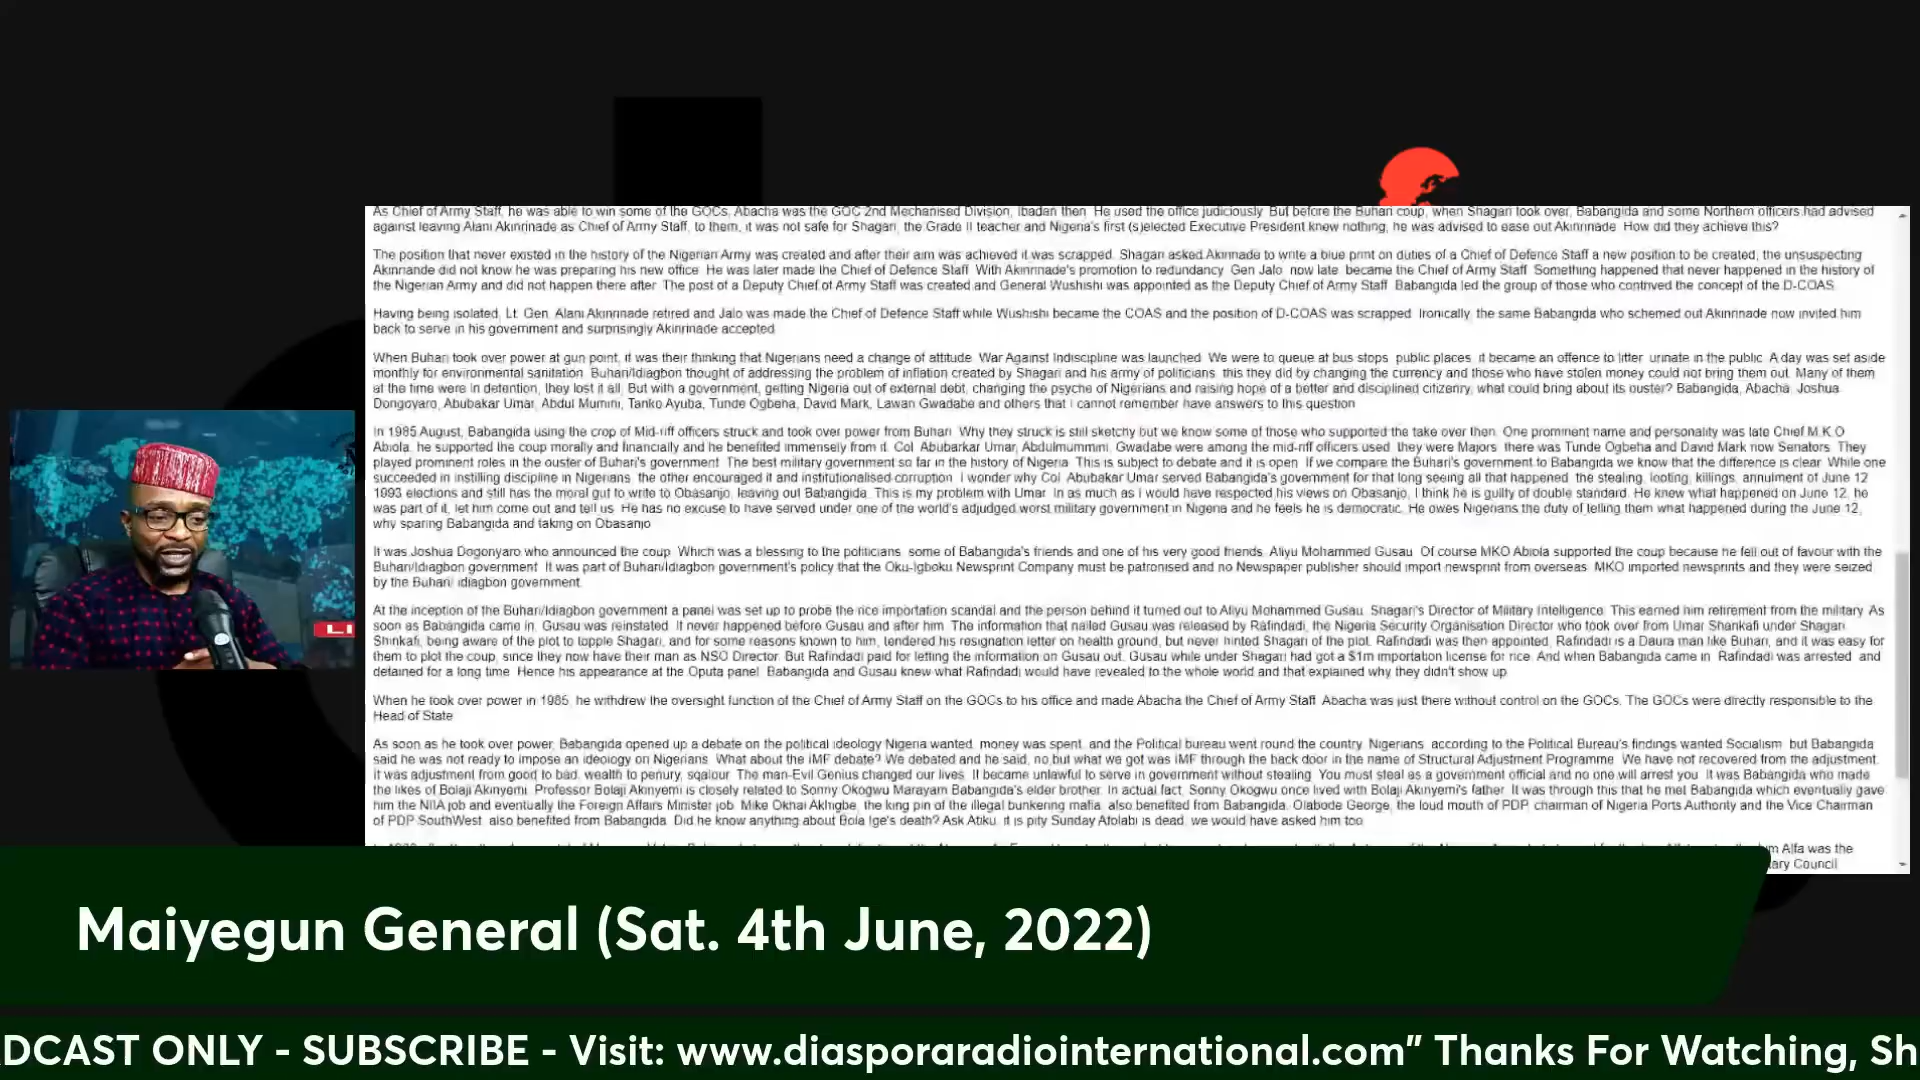 As Chief of Army Staff, he was able to win some of the GOCs, Abacha was the GOC 2nd Mechanised Division, Ibadan then. He used the office judiciously. But before the Buhari coup, when Shagari took over, Babangida and some Northern officers had advised
against leaving Alani Akinrinade as Chief of Army Staff, to them, it was not safe for Shagari, the Grade II teacher and Nigeria's first (s)elected Executive President knew nothing, he was advised to ease out Akinrinade. How did they achieve this?
The position that never existed in the history of the Nigerian Army was created and after their aim was achieved it was scrapped. Shagari asked Akinrinade to write a blue print on duties of a Chief of Defence Staff a new position to be created, the unsuspecting
Akinrinande did not know he was preparing his new office. He was later made the Chief of Defence Staff. With Akinrinade's promotion to redundancy, Gen Jalo, now late, became the Chief of Army Staff. Something happened that never happened in the history of
the Nigerian Army and did not happen there after. The post of a Deputy Chief of Army Staff was created and General Wushishi was appointed as the Deputy Chief of Army Staff. Babangida led the group of those who contrived the concept of the D-COAS.
Having being isolated, Lt. Gen. Alani Akinrinade retired and Jalo was made the Chief of Defence Staff while Wushishi became the COAS and the position of D-COAS was scrapped. Ironically, the same Babangida who schemed out Akinrinade now invited him
back to serve in his government and surprisingly Akinrinade accepted.
When Buhari took over power at gun point, it was their thinking that Nigerians need a change of attitude. War Against Indiscipline was launched. We were to queue at bus stops, public places, it became an offence to litter, urinate in the public. A day was set aside
monthly for environmental sanitation. Buhari/Idiagbon thought of addressing the problem of inflation created by Shagari and his army of politicians, this they did by changing the currency and those who have stolen money could not bring them out. Many of them
at the time were in detention, they lost it all. But with a government, getting Nigeria out of external debt, changing the psyche of Nigerians and raising hope of a better and disciplined citizenry, what could bring about its ouster? Babangida, Abacha, Joshua
Dongoyaro, Abubakar Umar, Abdul Mumini, Tanko Ayuba, Tunde Ogbeha, David Mark, Lawan Gwadabe and others that I cannot remember have answers to this question.
In 1985 August, Babangida using the crop of Mid-riff officers struck and took over power from Buhari. Why they struck is still sketchy but we know some of those who supported the take over then. One prominent name and personality was late Chief M.K.O
Abiola, he supported the coup morally and financially and he benefited immensely from it. Col. Abubarkar Umar, Abdulmummini, Gwadabe were among the mid-riff officers used, they were Majors, there was Tunde Ogbeha and David Mark now Senators. They
played prominent roles in the ouster of Buhari's government. The best military government so far in the history of Nigeria. This is subject to debate and it is open. If we compare the Buhari's government to Babangida we know that the difference is clear. While one
succeeded in instilling discipline in Nigerians, the other encouraged it and institutionalised corruption. I wonder why Col. Abubakar Umar served Babangida's government for that long seeing all that happened, the stealing, looting, killings, annulment of June 12
1993 elections and still has the moral gut to write to Obasanjo, leaving out Babangida. This is my problem with Umar. In as much as I would have respected his views on Obasanjo, I think he is guilty of double standard. He knew what happened on June 12, he
was part of it, let him come out and tell us. He has no excuse to have served under one of the world's adjudged worst military government in Nigeria and he feels he is democratic. He owes Nigerians the duty of telling them what happened during the June 12,
why sparing Babangida and taking on Obasanjo.
It was Joshua Dogonyaro who announced the coup. Which was a blessing to the politicians, some of Babangida's friends and one of his very good friends, Aliyu Mohammed Gusau. Of course MKO Abiola supported the coup because he fell out of favour with the
Buhari/Idiagbon government. It was part of Buhari/Idiagbon government's policy that the Oku-Igboku Newsprint Company must be patronised and no Newspaper publisher should import newsprint from overseas. MKO imported newsprints and they were seized
by the Buhari/ idiagbon government.
At the inception of the Buhari/Idiagbon government a panel was set up to probe the rice importation scandal and the person behind it turned out to Aliyu Mohammed Gusau, Shagari's Director of Military Intelligence. This earned him retirement from the military. As
soon as Babangida came in, Gusau was reinstated. It never happened before Gusau and after him. The information that nailed Gusau was released by Rafindadi, the Nigeria Security Organisation Director who took over from Umar Shankafi under Shagari.
Shinkafi, being aware of the plot to topple Shagari, and for some reasons known to him, tendered his resignation letter on health ground, but never hinted Shagari of the plot. Rafindadi was then appointed, Rafindadi is a Daura man like Buhari, and it was easy for
them to plot the coup, since they now have their man as NSO Director. But Rafindadi paid for letting the information on Gusau out. Gusau while under Shagari had got a $1m importation license for rice. And when Babangida came in, Rafindadi was arrested, and
detained for a long time. Hence his appearance at the Oputa panel. Babangida and Gusau knew what Rafindadi would have revealed to the whole world and that explained why they didn't show up.
When he took over power in 1985, he withdrew the oversight function of the Chief of Army Staff on the GOCs to his office and made Abacha the Chief of Army Staff. Abacha was just there without control on the GOCs. The GOCs were directly responsible to the
Head of State.
As soon as he took over power, Babangida opened up a debate on the political ideology Nigeria wanted, money was spent, and the Political bureau went round the country. Nigerians, according to the Political Bureau's findings wanted Socialism, but Babangida
said he was not ready to impose an ideology on Nigerians. What about the IMF debate? We debated and he said, no but what we got was IMF through the back door in the name of Structural Adjustment Programme. We have not recovered from the adjustment.
It was adjustment from good to bad, wealth to penury, sqalour. The man-Evil Genius changed our lives. It became unlawful to serve in government without stealing. You must steal as a government official and no one will arrest you. It was Babangida who made
the likes of Bolaji Akinyemi. Professor Bolaji Akinyemi is closely related to Sonny Okogwu Marayam Babangida's elder brother. In actual fact, Sonny Okogwu once lived with Bolaji Akinyemi's father. It was through this that he met Babangida which eventually gave
him the NIIA job and eventually the Foreign Affairs Minister job. Mike Okhai Akhigbe, the king pin of the illegal bunkering mafia, also benefited from Babangida. Olabode George, the loud mouth of PDP, chairman of Nigeria Ports Authority and the Vice Chairman
of PDP SouthWest, also benefited from Babangida. Did he know anything about Bola Ige's death? Ask Atiku, it is pity Sunday Afolabi is dead, we would have asked him too.
Alfa was the
Council
LI
Maiyegun General (Sat. 4th June, 2022)
DCAST ONLY - SUBSCRIBE - Visit: www.diasporaradiointernational.com" Thanks For Watching, Sh